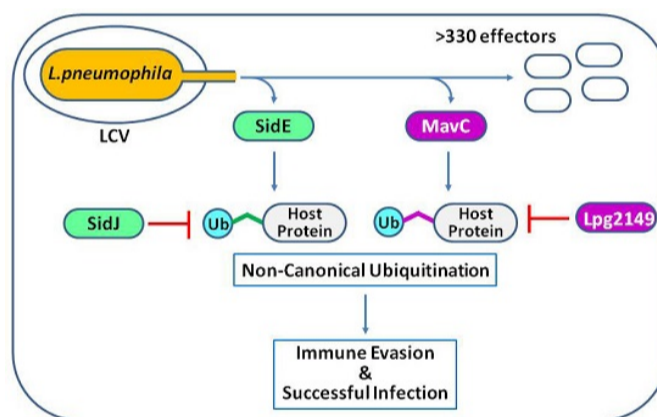 >330 effectors
L.pneumophila
LCV
SidE
MavC
SidJ
Ub
Host
Protein
Ub
Host
Protein
Lpg2149
Non-Canonical Ubiquitination
Immune Evasion
&
Successful Infection